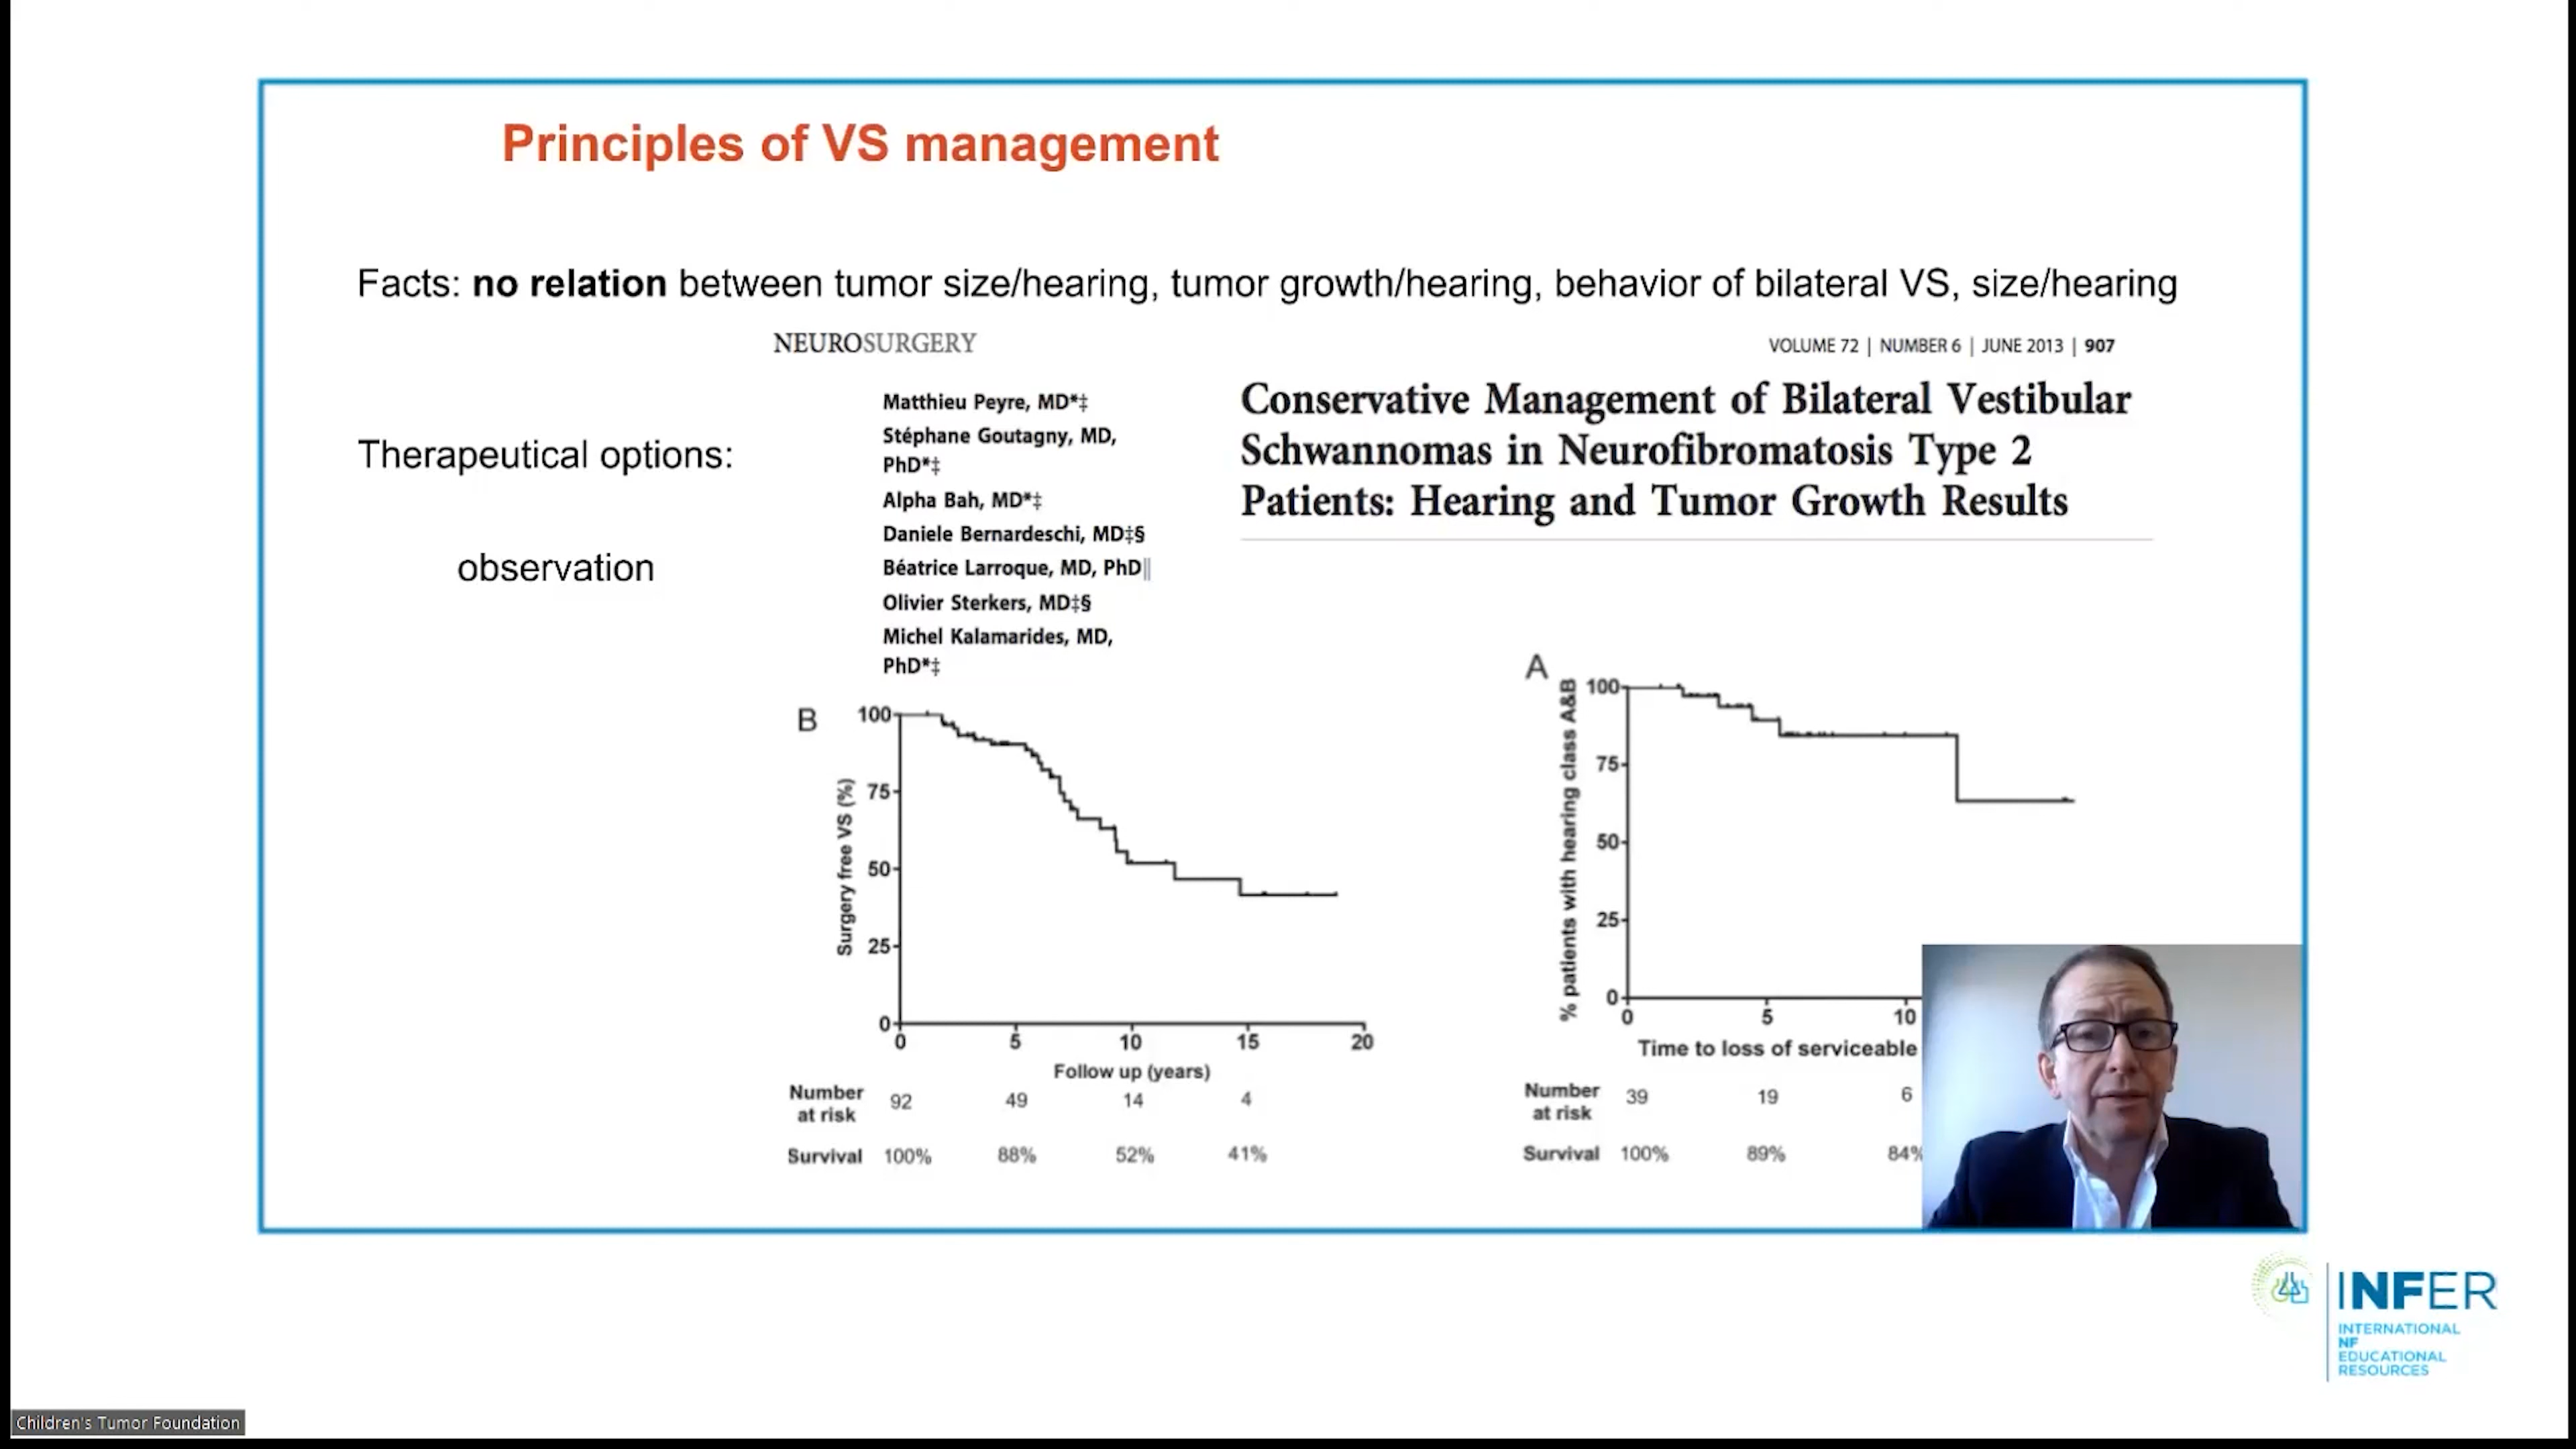 Principles of VS management
Facts: no relation between tumor size/hearing, tumor growth/hearing, behavior of bilateral VS, size/hearing
NEUROSURGERY
VOLUME 72 | NUMBER 6 | JUNE 2013 | 907
Therapeutical options:
observation
Matthieu Peyre, MD*‡
Stéphane Goutagny, MD,
PhD*‡
Alpha Bah, MD*‡
Daniele Bernardeschi, MD‡§
Béatrice Larroque, MD, PhD||
Olivier Sterkers, MD‡§
Michel Kalamarides, MD,
PhD*‡
Conservative Management of Bilateral Vestibular
Schwannomas in Neurofibromatosis Type 2
Patients: Hearing and Tumor Growth Results
B
Surgery free VS (%)
100
75
50
25
0
0 5 10 15 20
Follow up (years)
Number
at risk
92 49 14 4
Survival 100% 88% 52% 41%
A
% patients with hearing class A&B
100
75
50
25
0
0 5 10
Time to loss of serviceable
Number
at risk
39 19 6
Survival 100% 89% 84%
INFER
INTERNATIONAL
NF
EDUCATIONAL
RESOURCES
Children's Tumor Foundation